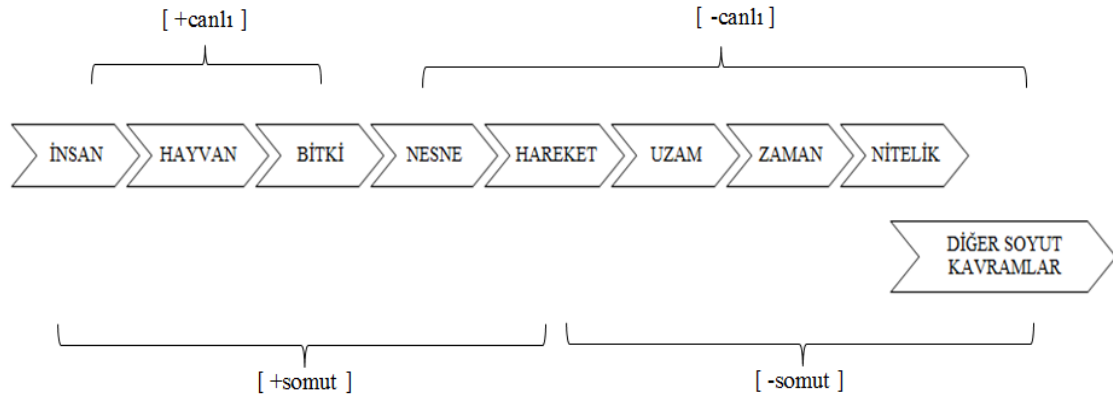 [ +canlı ]
[ -canlı ]
İNSAN
HAYVAN
BİTKİ
NESNE
HAREKET
UZAM
ZAMAN
NİTELİK
DİĞER SOYUT
KAVRAMLAR
[ +somut ]
[ -somut ]